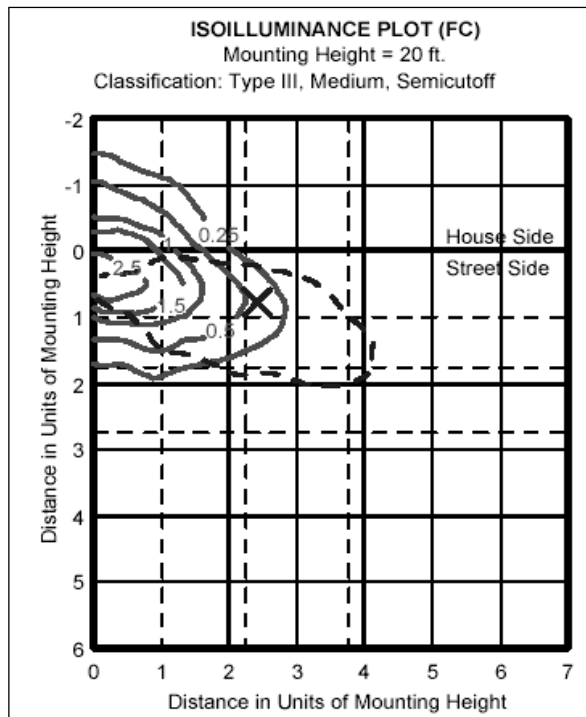 ISOILLUMINANCE PLOT (FC)
Mounting Height = 20 ft.
Classification: Type III, Medium, Semicutoff
Distance in Units of Mounting Height
-2
-1
0
1
2
3
4
5
6
0.25
1
2.5
1.5
0.5
House Side
Street Side
0 1 2 3 4 5 6 7
Distance in Units of Mounting Height